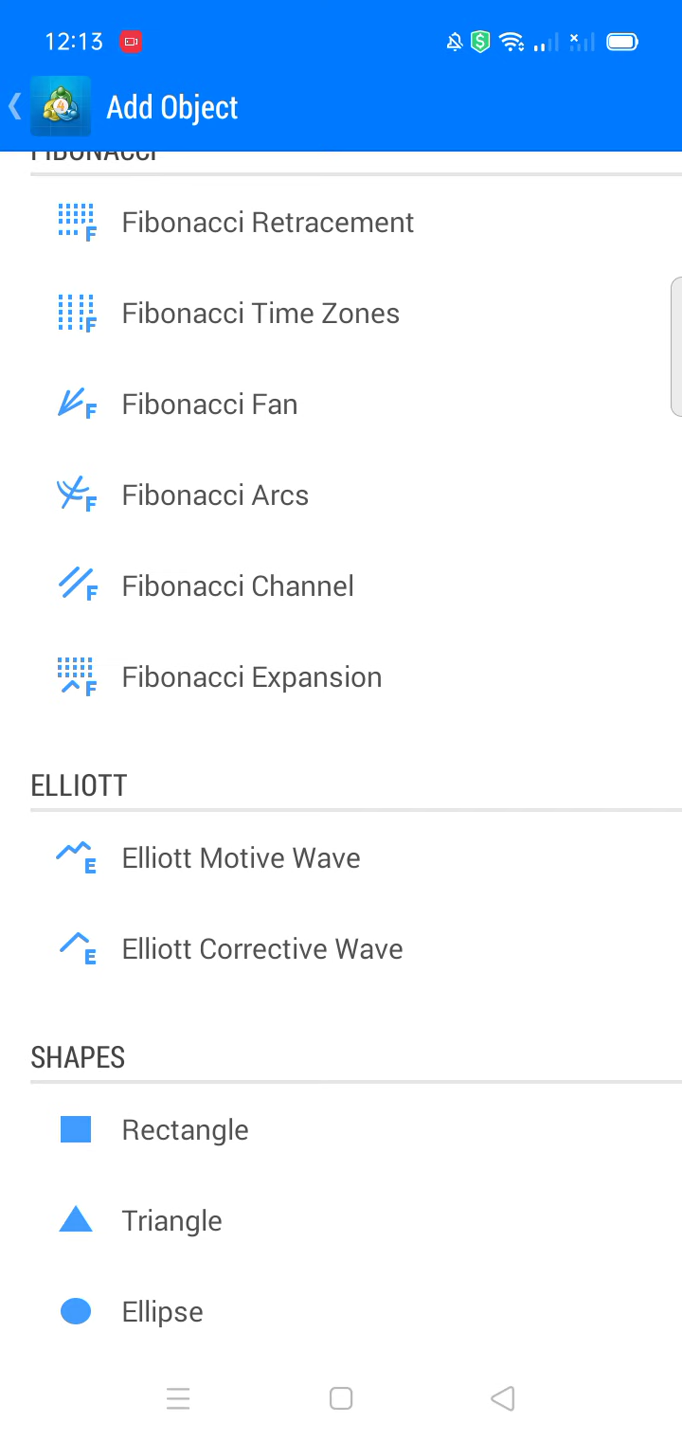 12:13
Add Object
FIBONACCI
Fibonacci Retracement
Fibonacci Time Zones
Fibonacci Fan
Fibonacci Arcs
Fibonacci Channel
Fibonacci Expansion
ELLIOTT
Elliott Motive Wave
Elliott Corrective Wave
SHAPES
Rectangle
Triangle
Ellipse